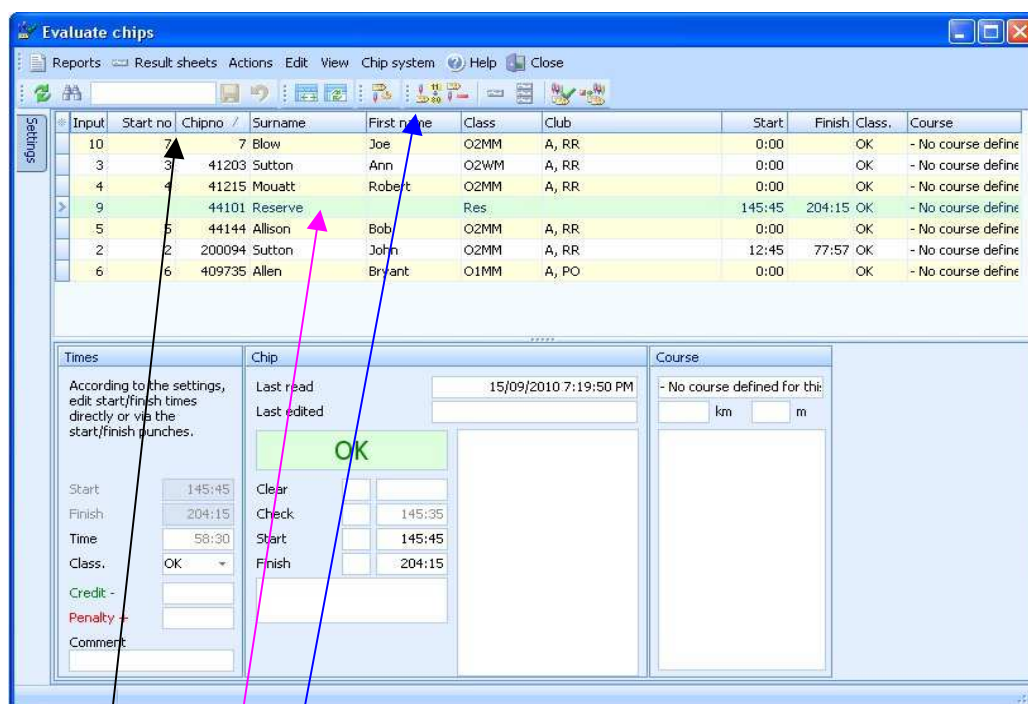 Evaluate chips
Reports Result sheets Actions Edit View Chip system Help Close
Settings
Input Start no Chipno / Surname First name Class Club Start Finish Class. Course
10 7 7 Blow Joe O2MM A, RR 0:00 OK - No course define
3 3 41203 Sutton Ann O2WM A, RR 0:00 OK - No course define
4 4 41215 Mouatt Robert O2MM A, RR 0:00 OK - No course define
9 44101 Reserve Res 145:45 204:15 OK - No course define
5 5 44144 Allison Bob O2MM A, RR 0:00 OK - No course define
2 2 200094 Sutton John O2MM A, RR 12:45 77:57 OK - No course define
6 6 409735 Allen Bryant O1MM A, PO 0:00 OK - No course define
Times
According to the settings,
edit start/finish times
directly or via the
start/finish punches.
Start 145:45
Finish 204:15
Time 58:30
Class. OK
Credit -
Penalty +
Comment
Chip
Last read 15/09/2010 7:19:50 PM
Last edited
OK
Clear
Check 145:35
Start 145:45
Finish 204:15
Course
- No course defined for thi
km m